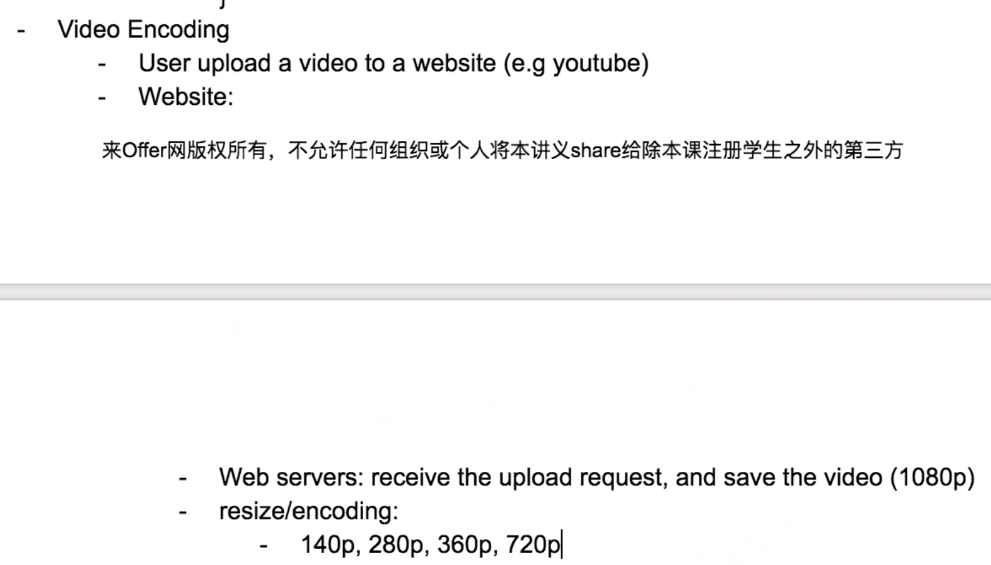 - Video Encoding
- User upload a video to a website (e.g youtube)
- Website:
来Offer网版权所有，不允许任何组织或个人将本讲义share给除本课注册学生之外的第三方
- Web servers: receive the upload request, and save the video (1080p)
- resize/encoding:
- 140p, 280p, 360p, 720p